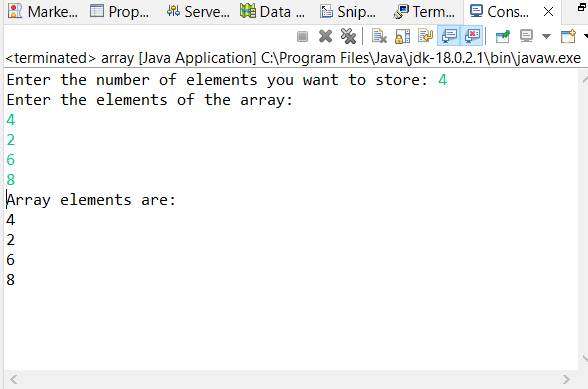 Marke... Prop... Serve... Data ... Snip... Term... Cons...
<terminated> array [Java Application] C:\Program Files\Java\jdk-18.0.2.1\bin\javaw.exe
Enter the number of elements you want to store: 4
Enter the elements of the array:
4
2
6
8
Array elements are:
4
2
6
8